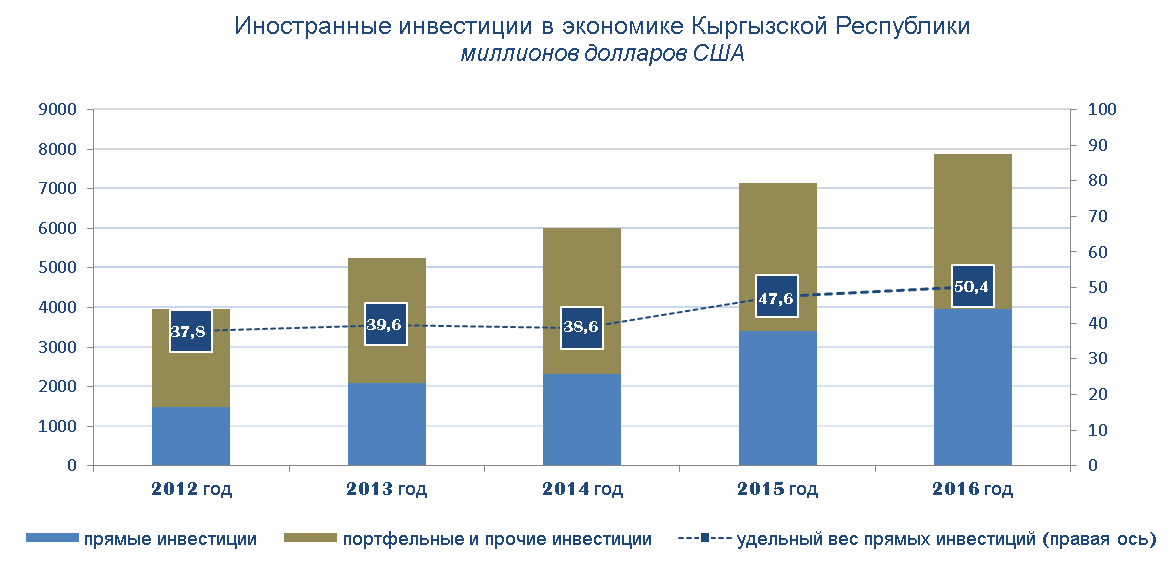 Иностранные инвестиции в экономике Кыргызской Республики
миллионов долларов США
9000
8000
7000
6000
5000
4000
3000
2000
1000
0
100
90
80
70
60
50
40
30
20
10
0
37,8
39,6
38,6
47,6
50,4
2012 год
2013 год
2014 год
2015 год
2016 год
прямые инвестиции
портфельные и прочие инвестиции
удельный вес прямых инвестиций (правая ось)